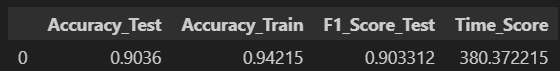 Accuracy_Test Accuracy_Train F1_Score_Test Time_Score
0 0.9036 0.94215 0.903312 380.372215